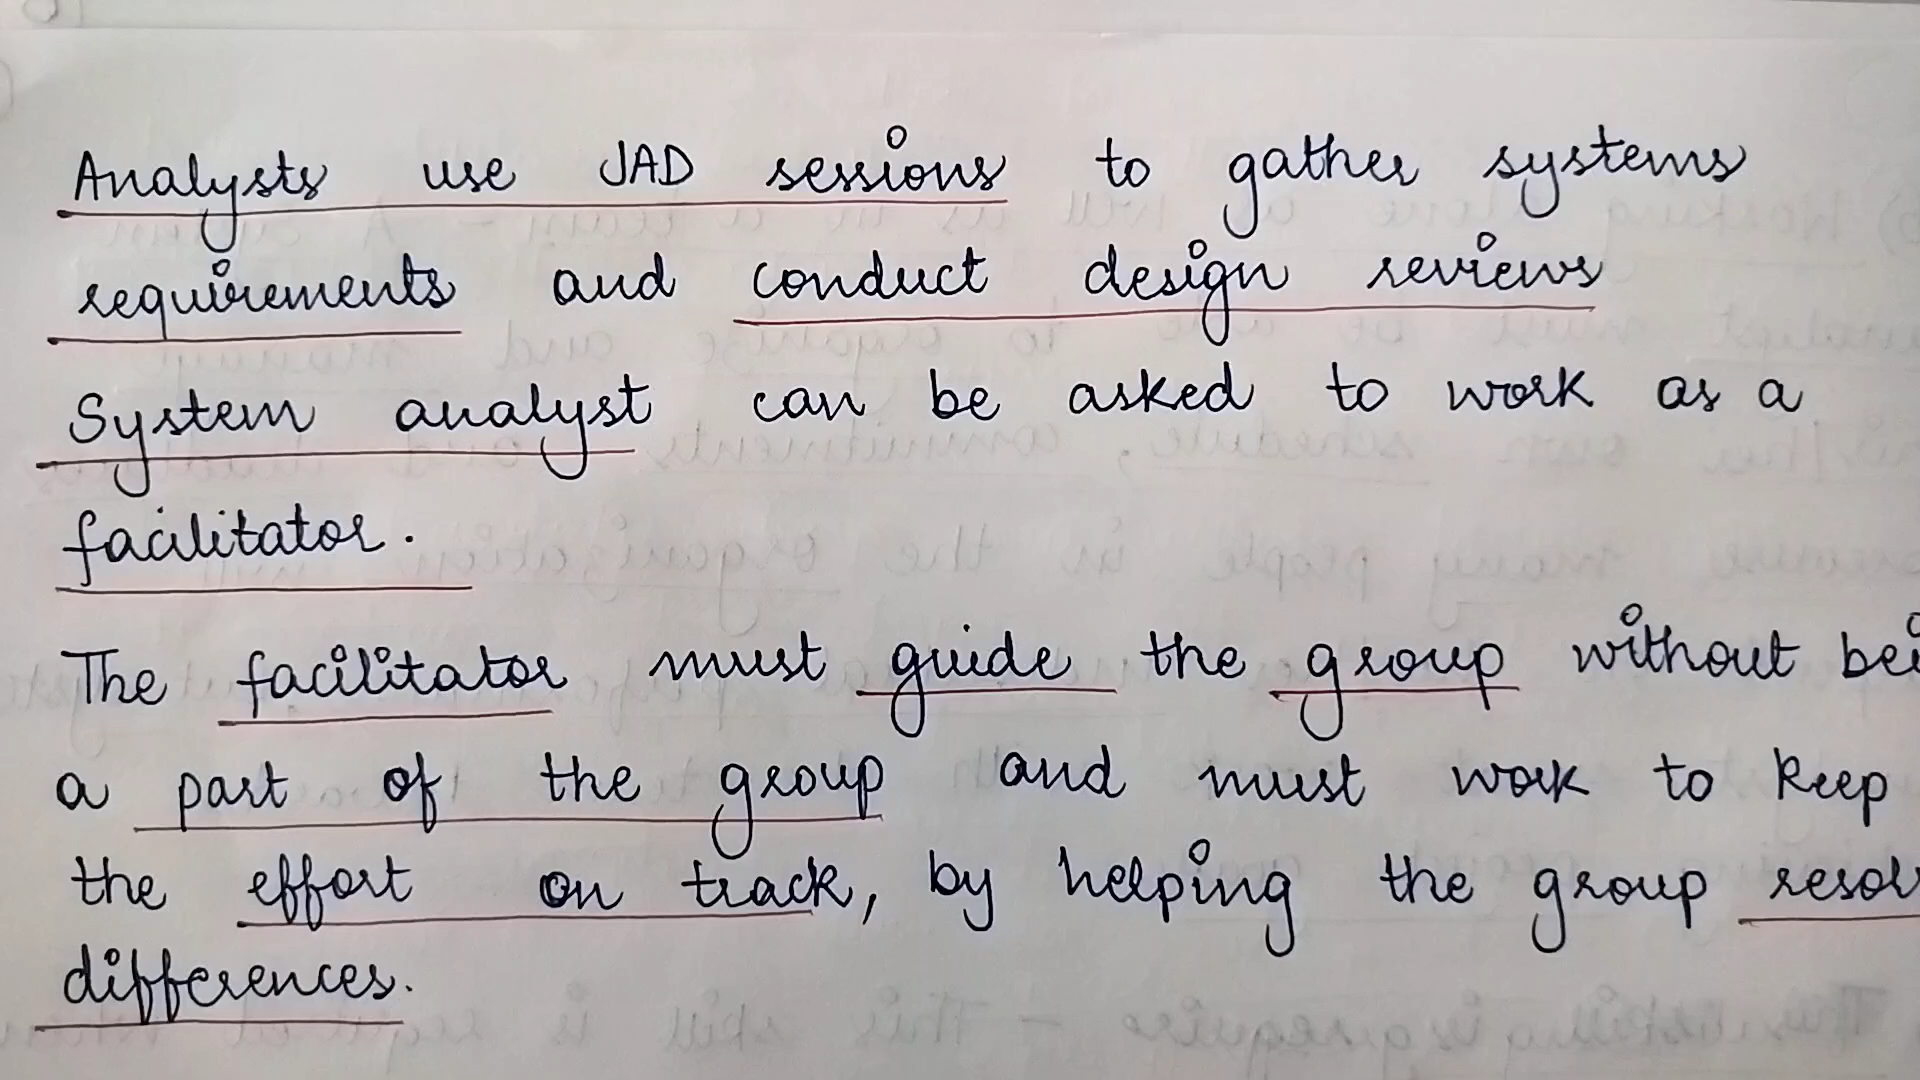 Analysts use JAD sessions to gather systems
requirements and conduct design reviews
System analyst can be asked to work as a
facilitator.
The facilitator must guide the group without
a part of the group and must work to keep
the effort on track, by helping the group
differences.